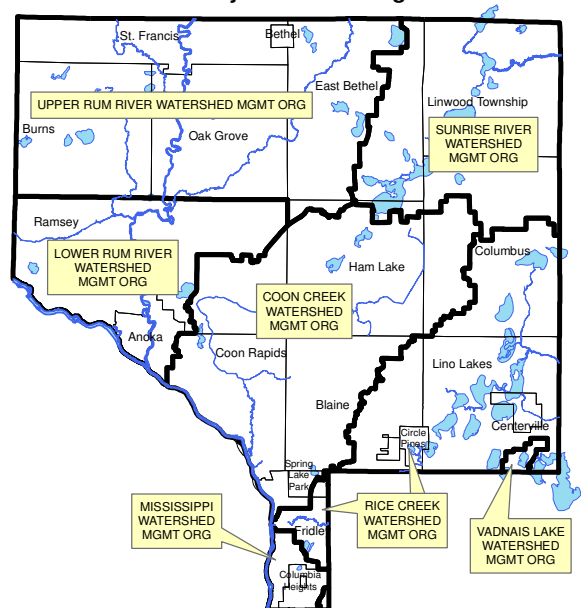 St. Francis
Bethel
East Bethel
Linwood Township
UPPER RUM RIVER WATERSHED MGMT ORG
Burns
Oak Grove
SUNRISE RIVER
WATERSHED
MGMT ORG
Ramsey
LOWER RUM RIVER
WATERSHED
MGMT ORG
Columbus
Ham Lake
COON CREEK
WATERSHED
MGMT ORG
Anoka
Coon Rapids
Lino Lakes
Blaine
Circle
Pines
Centerville
Spring
Lake
Park
MISSISSIPPI
WATERSHED
MGMT ORG
RICE CREEK
WATERSHED
MGMT ORG
VADNAIS LAKE
WATERSHED
MGMT ORG
Fridle
Columbia
Heights